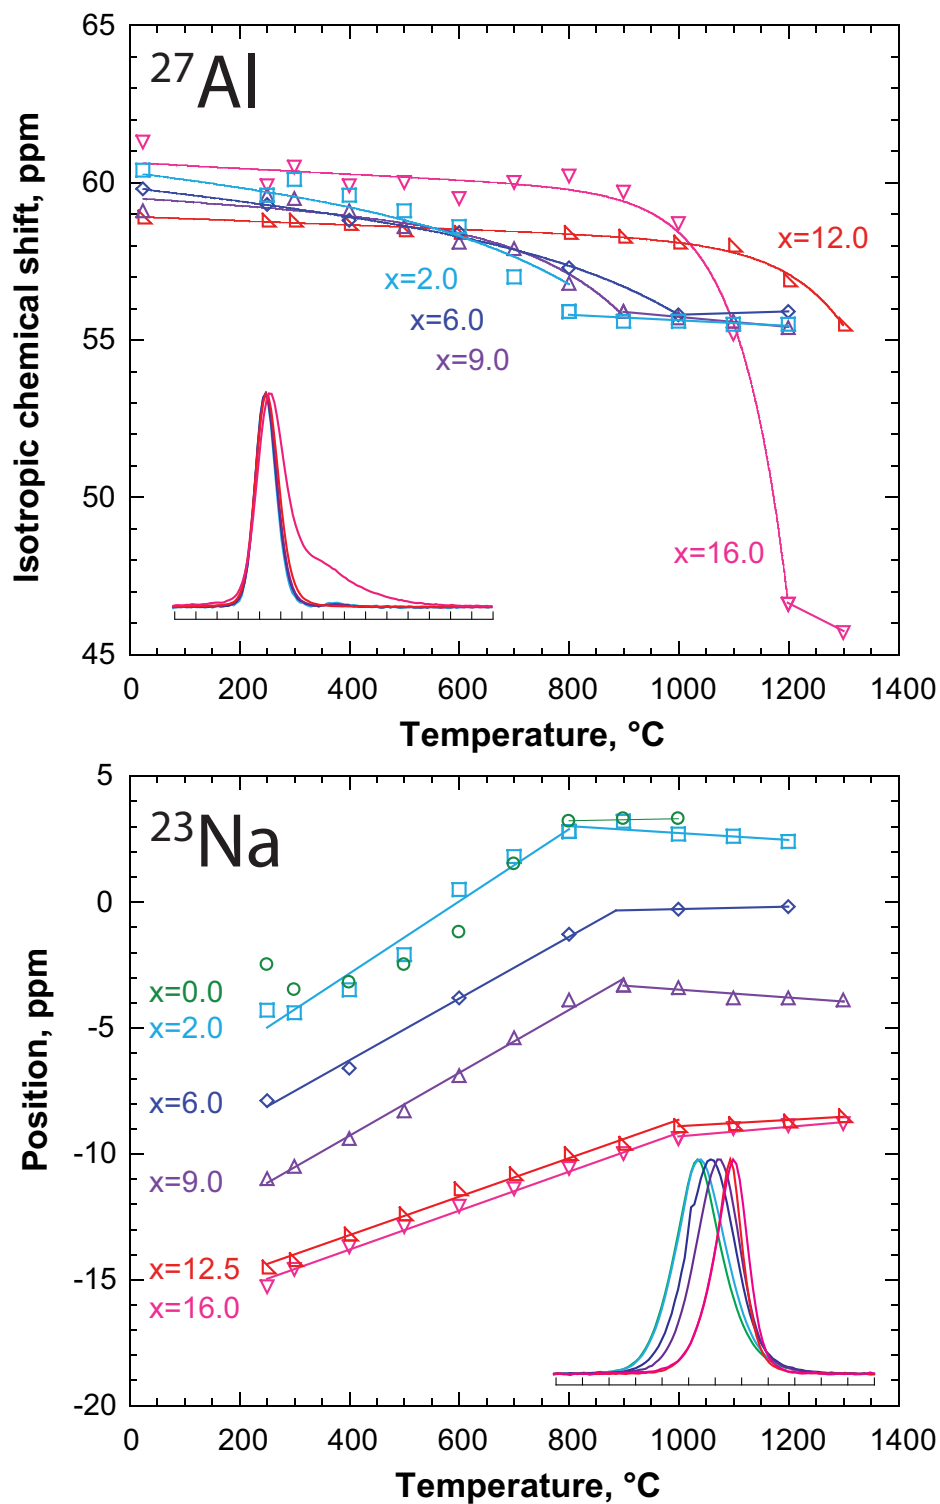 65
60
55
50
45
Isotropic chemical shift, ppm
27Al
x=12.0
x=2.0
x=6.0
x=9.0
x=16.0
0 200 400 600 800 1000 1200 1400
Temperature, °C
5
0
-5
-10
-15
-20
Position, ppm
23Na
x=0.0
x=2.0
x=6.0
x=9.0
x=12.5
x=16.0
0 200 400 600 800 1000 1200 1400
Temperature, °C